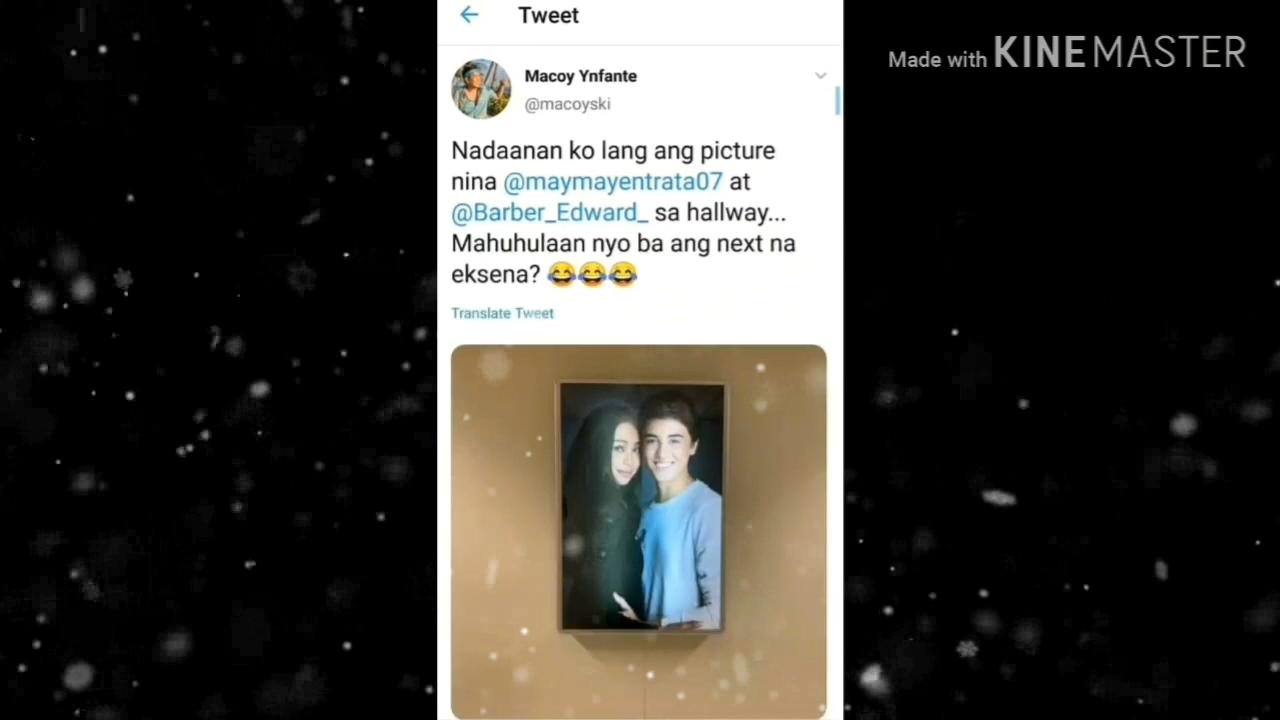 Tweet
Made with KINEMASTER
Macoy Ynfante
@macoyski
Nadaanan ko lang ang picture
nina @maymayentrata07 at
@Barber_Edward_ sa hallway...
Mahuhulaan nyo ba ang next na
eksena? 😂😂😂
Translate Tweet